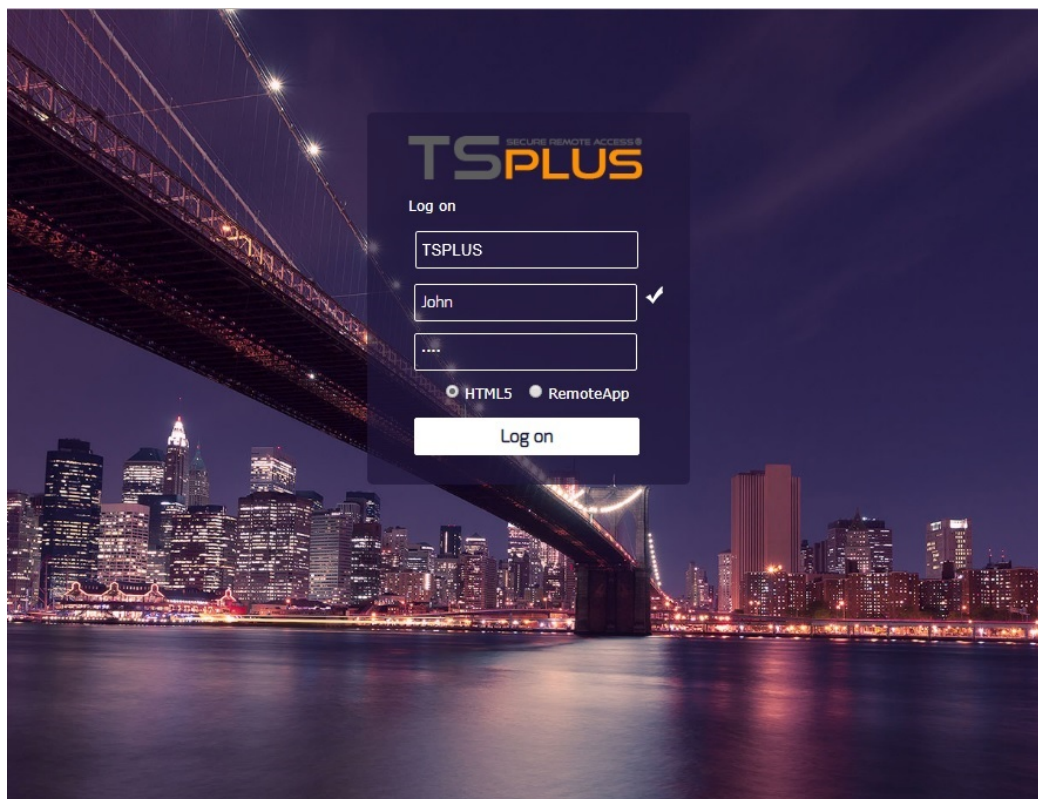 TSPLUS
SECURE REMOTE ACCESS®
Log on
TSPLUS
John
....
HTML5 RemoteApp
Log on